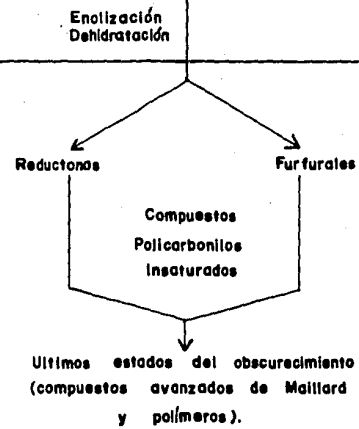 Enolización
Dehidratación
Reductonas Furfurales
Compuestos
Policarbonilos
Insaturados
Ultimos estados del obscurecimiento
(compuestos avanzados de Maillard
y polímeros).